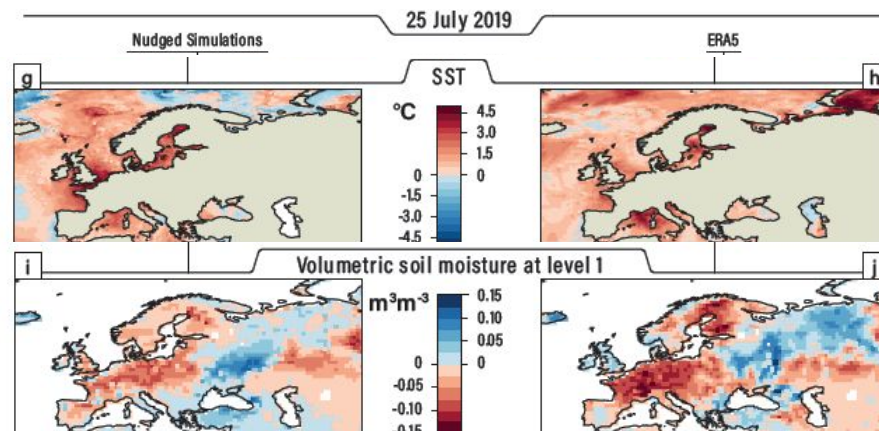 25 July 2019
Nudged Simulations
ERA5
g
SST
h
°C
4.5
3.0
1.5
0
0
-1.5
-3.0
-4.5
i
Volumetric soil moisture at level 1
j
m³m⁻³
0.15
0.10
0.05
0
0
-0.05
-0.10
-0.15